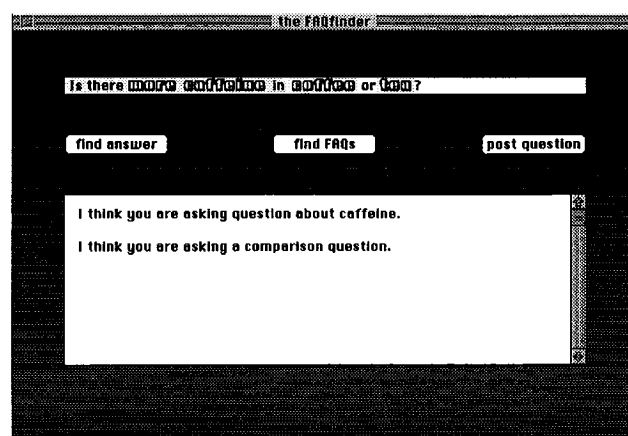 the FAQfinder
Is there more caffeine in coffee or tea?
find answer
find FAQs
post question
I think you are asking question about caffeine.
I think you are asking a comparison question.